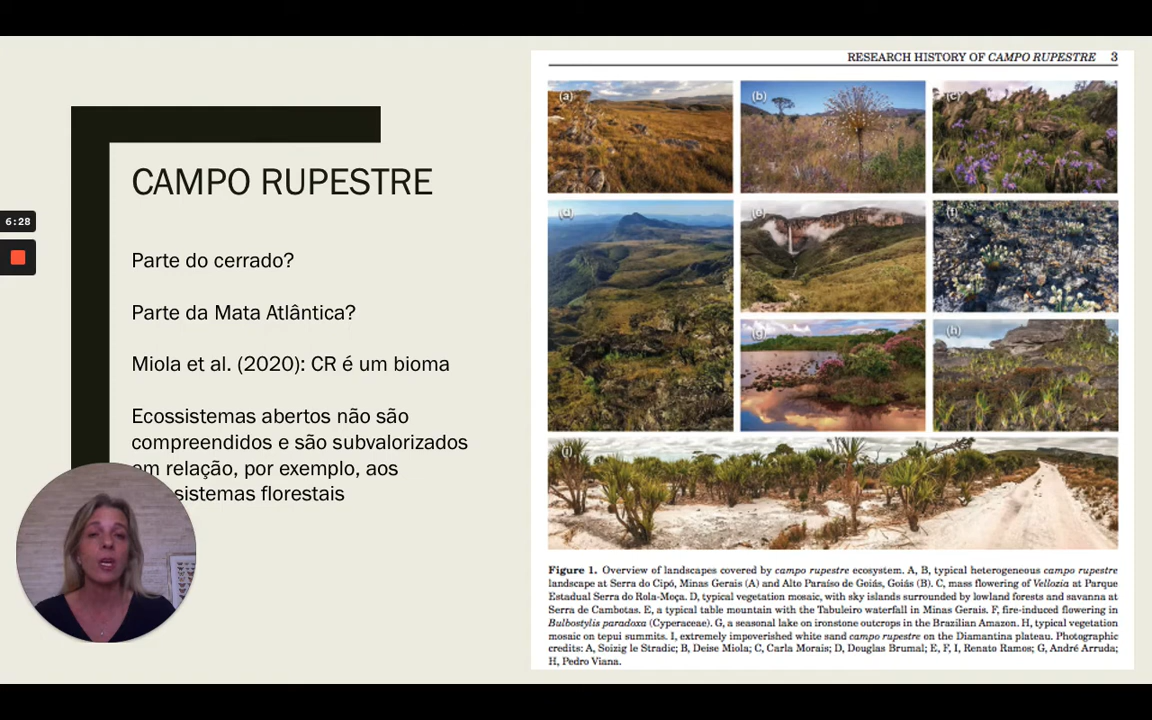 RESEARCH HISTORY OF CAMPO RUPESTRE 3
CAMPO RUPESTRE
6:28
Parte do cerrado?
Parte da Mata Atlântica?
Miola et al. (2020): CR é um bioma
Ecossistemas abertos não são
compreendidos e são subvalorizados
em relação, por exemplo, aos
sistemas florestais
(a)
(b)
(c)
(d)
(e)
(f)
(g)
(h)
(i)
Figure 1. Overview of landscapes covered by campo rupestre ecosystem. A, B, typical heterogeneous campo rupestre
landscape at Serra do Cipó, Minas Gerais (A) and Alto Paraíso de Goiás, Goiás (B). C, mass flowering of Vellozia at Parque
Estadual Serra do Rola-Moça. D, typical vegetation mosaic, with sky islands surrounded by lowland forests and savanna at
Serra de Cambotas. E, a typical table mountain with the Tabuleiro waterfall in Minas Gerais. F, fire-induced flowering in
Bulbostylis paradoxa (Cyperaceae). G, a seasonal lake on ironstone outcrops in the Brazilian Amazon. H, typical vegetation
mosaic on tepui summits. I, extremely impoverished white sand campo rupestre on the Diamantina plateau. Photographic
credits: A, Soizig le Stradic; B, Deise Miola; C, Carla Morais; D, Douglas Brumal; E, F, I, Renato Ramos; G, André Arruda;
H, Pedro Viana.